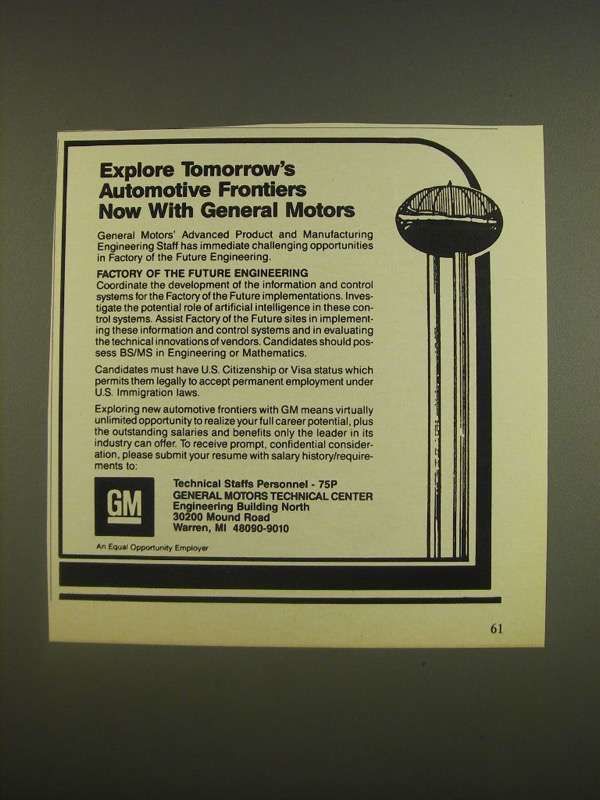 Explore Tomorrow's
Automotive Frontiers
Now With General Motors
General Motors' Advanced Product and Manufacturing
Engineering Staff has immediate challenging opportunities
in Factory of the Future Engineering.
FACTORY OF THE FUTURE ENGINEERING
Coordinate the development of the information and control
systems for the Factory of the Future implementations. Inves-
tigate the potential role of artificial intelligence in these con-
trol systems. Assist Factory of the Future sites in implement-
ing these information and control systems and in evaluating
the technical innovations of vendors. Candidates should pos-
sess BS/MS in Engineering or Mathematics.
Candidates must have U.S. Citizenship or Visa status which
permits them legally to accept permanent employment under
U.S. Immigration laws.
Exploring new automotive frontiers with GM means virtually
unlimited opportunity to realize your full career potential, plus
the outstanding salaries and benefits only the leader in its
industry can offer. To receive prompt, confidential consider-
ation, please submit your resume with salary history/require-
ments to:
GM
Technical Staffs Personnel - 75P
GENERAL MOTORS TECHNICAL CENTER
Engineering Building North
30200 Mound Road
Warren, MI 48090-9010
An Equal Opportunity Employer
61